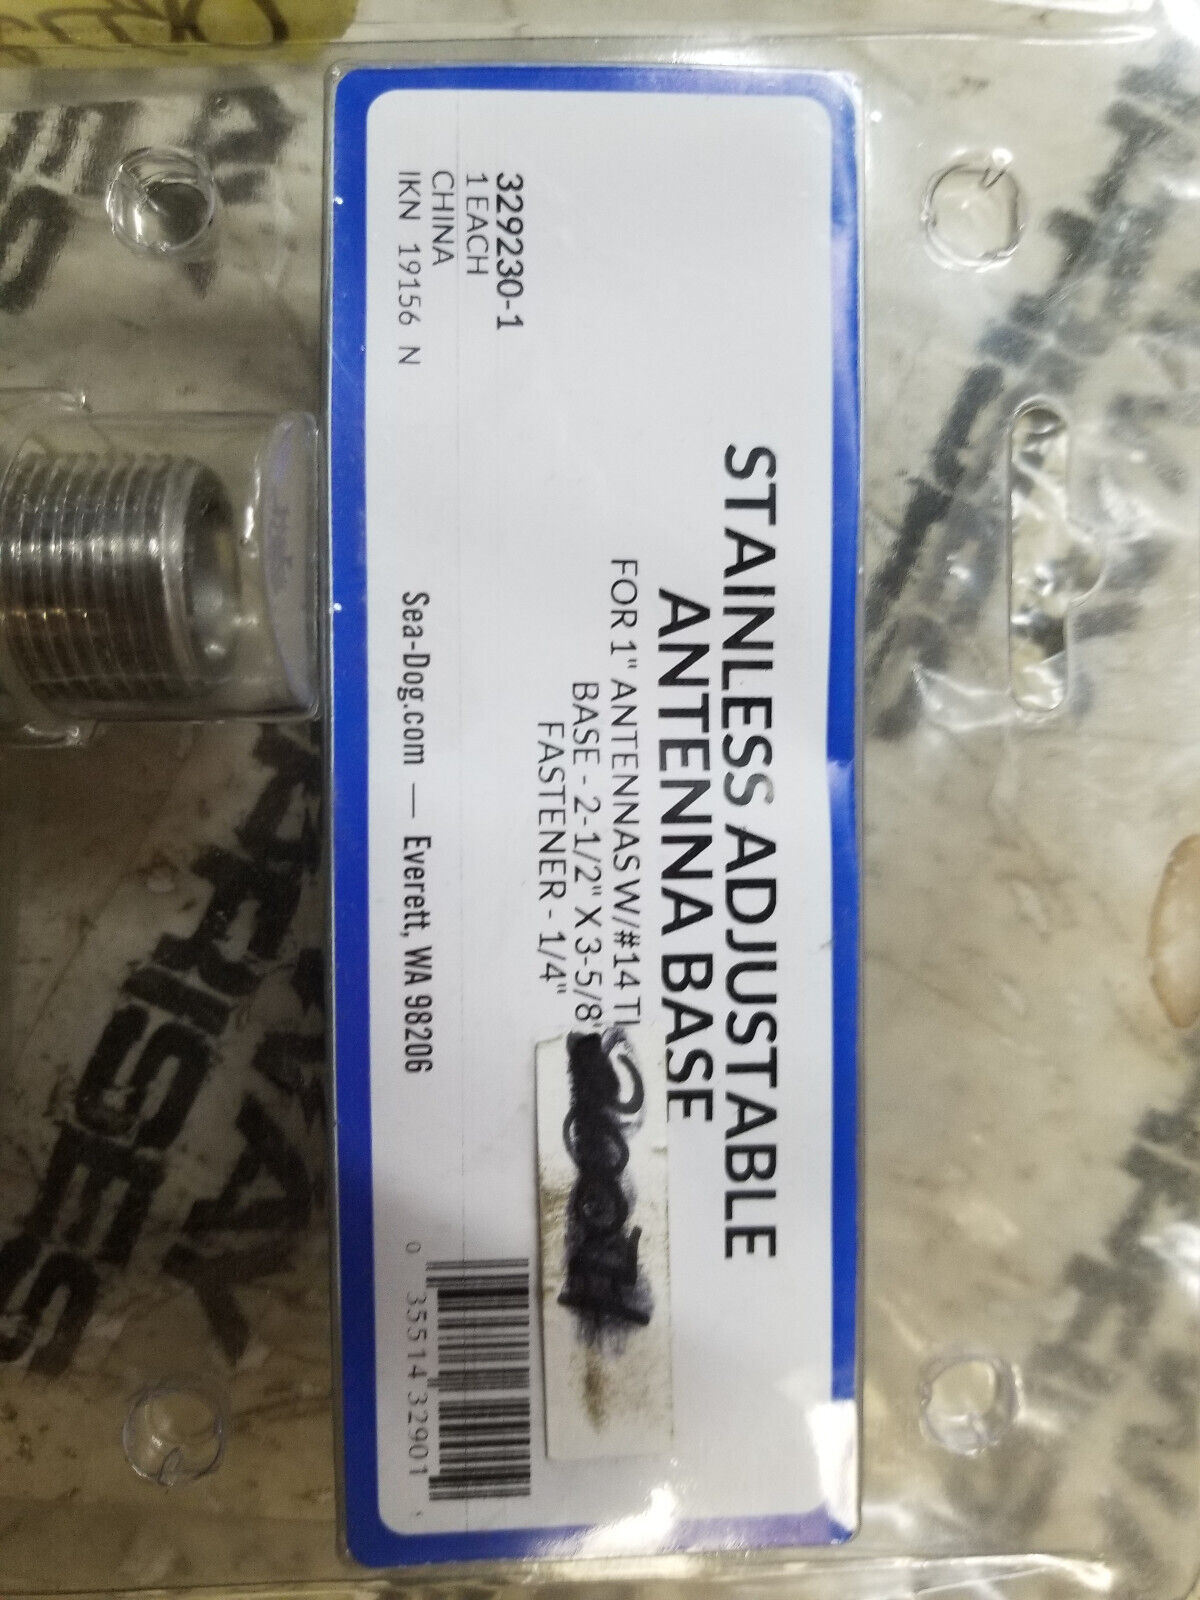 STAINLESS ADJUSTABLE
ANTENNA BASE
FOR 1" ANTENNAS W/#14 T
BASE - 2-1/2" X 3-5/8"
FASTENER - 1/4"
329230-1
1 EACH
CHINA
IKN 19156 N
Sea-Dog.com — Everett, WA 98206
0 35514 32901